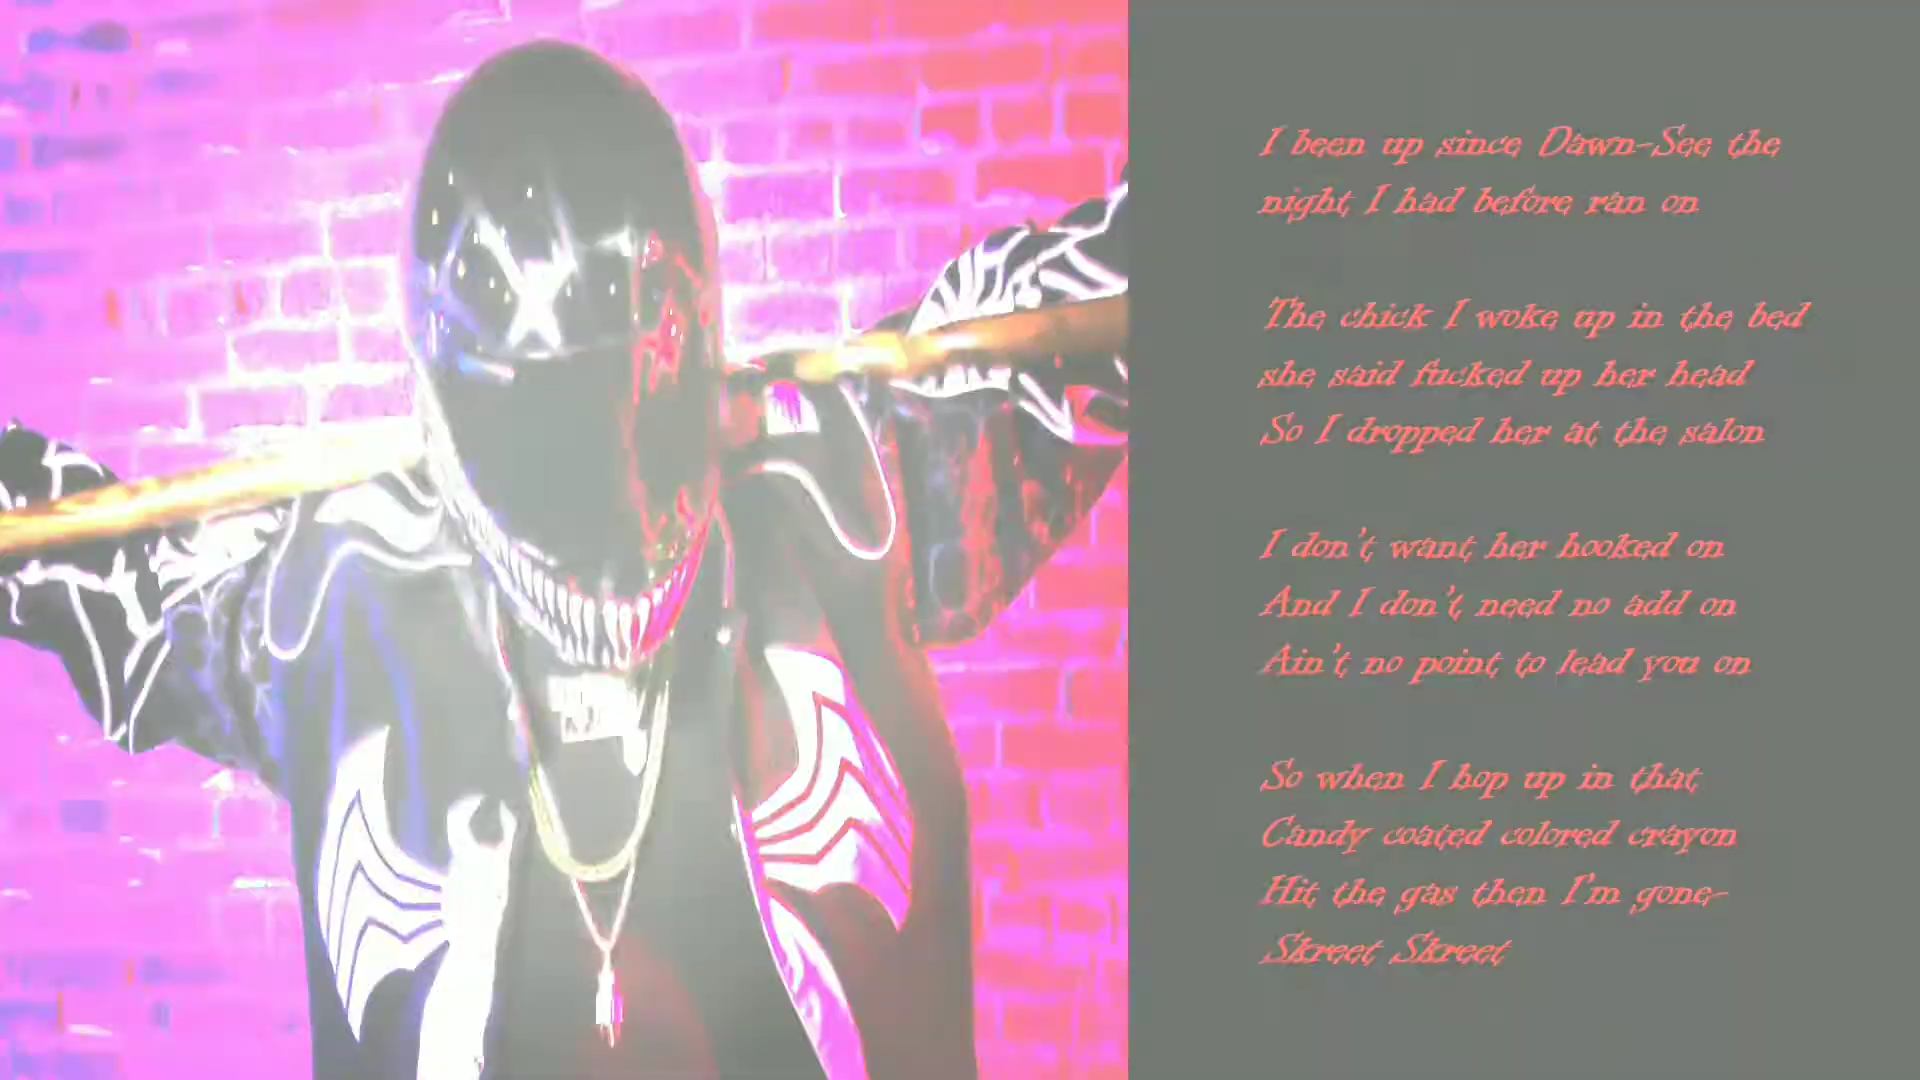 I been up since Dawn-See the
night I had before ran on
The chick I woke up in the bed
she said fucked up her head
So I dropped her at the salon
I don't want her hooked on
And I don't need no add on
Ain't no point to lead you on
So when I hop up in that
Candy coated colored crayon
Hit the gas then I'm gone-
Skreet Skreet